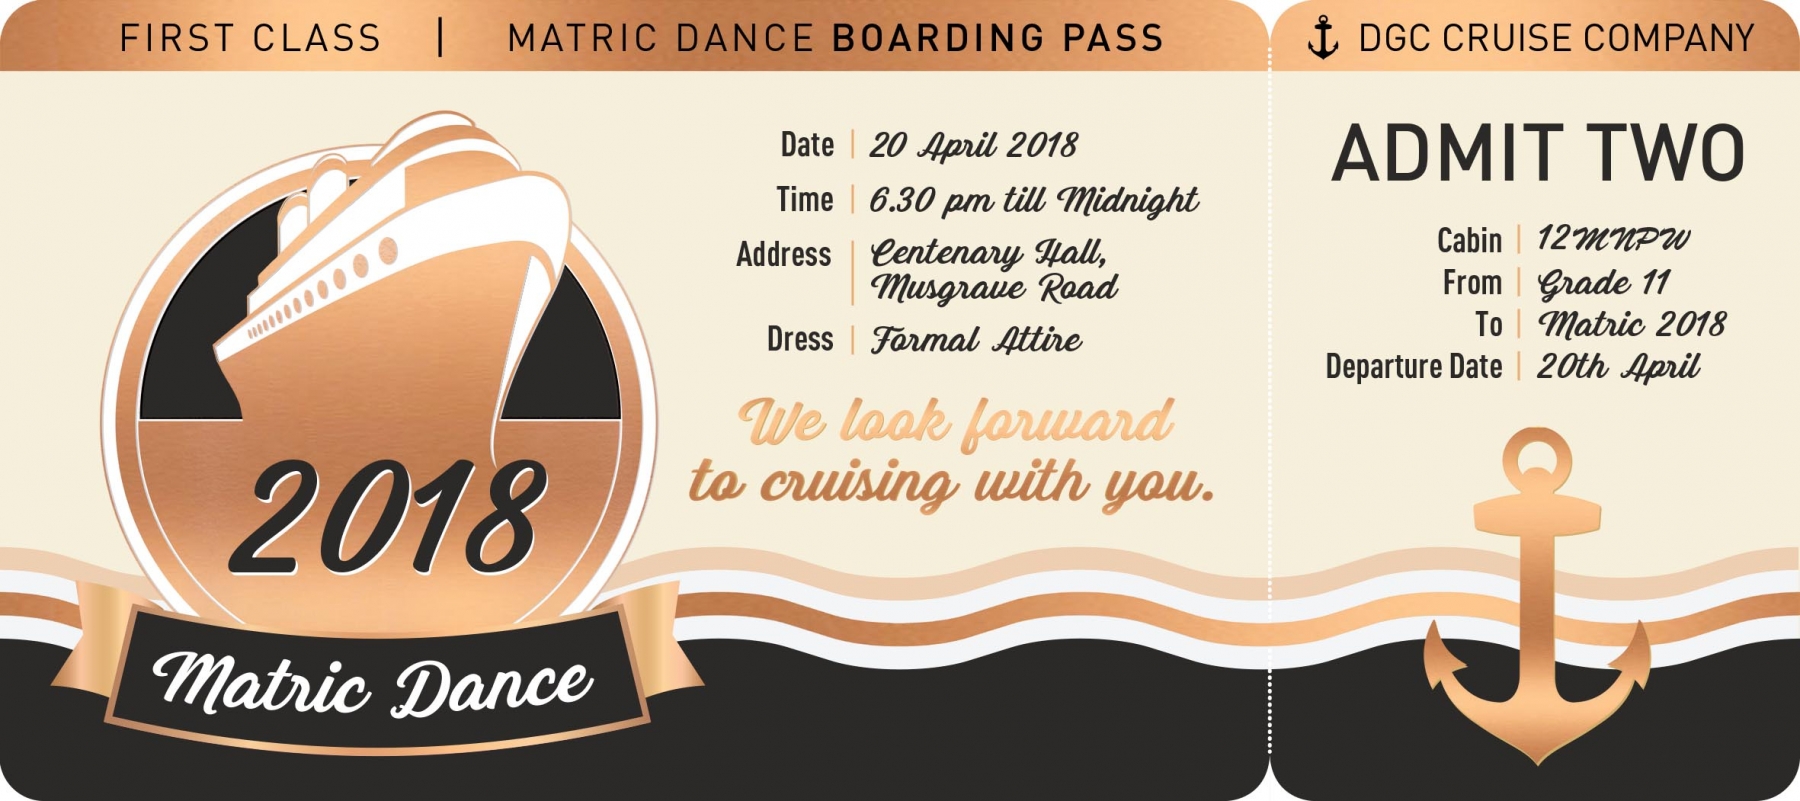 FIRST CLASS | MATRIC DANCE BOARDING PASS
2018
Matric Dance
Date | 20 April 2018
Time | 6.30 pm till Midnight
Address | Centenary Hall,
Musgrave Road
Dress | Formal Attire
We look forward
to cruising with you.
DGC CRUISE COMPANY
ADMIT TWO
Cabin | 12MNPW
From | Grade 11
To | Matric 2018
Departure Date | 20th April